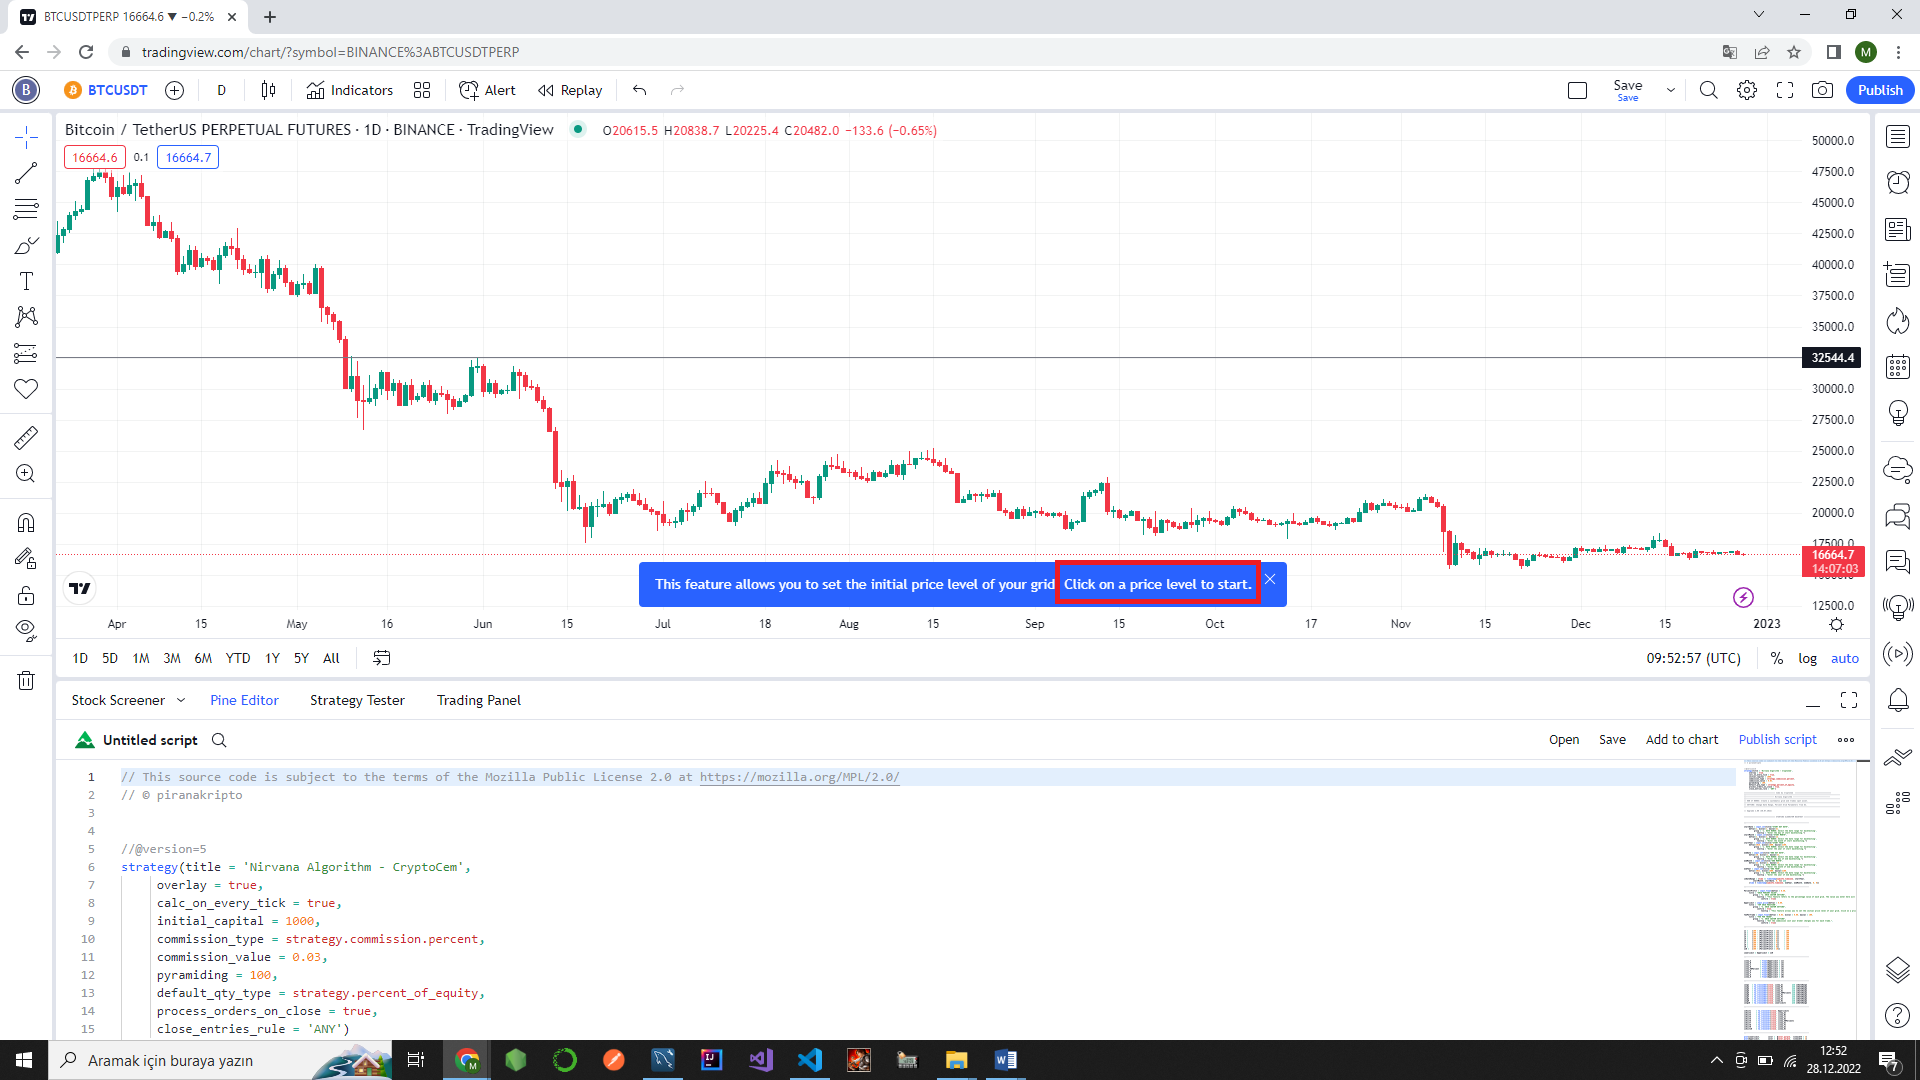 BTCUSDTPERP 16664.6 ▼ −0.2%
tradingview.com/chart/?symbol=BINANCE%3ABTCUSDTPERP
M
B
BTCUSDT
D
Indicators
Alert
Replay
Save
Save
Publish
Bitcoin / TetherUS PERPETUAL FUTURES · 1D · BINANCE · TradingView
O20615.5 H20838.7 L20225.4 C20482.0 −133.6 (−0.65%)
16664.6 0.1 16664.7
50000.0
47500.0
45000.0
42500.0
40000.0
37500.0
35000.0
32544.4
30000.0
27500.0
25000.0
22500.0
20000.0
17500.0
16664.7
14:07:03
15000.0
12500.0
This feature allows you to set the initial price level of your grid Click on a price level to start.
Apr 15 May 16 Jun 15 Jul 18 Aug 15 Sep 15 Oct 17 Nov 15 Dec 15 2023
1D 5D 1M 3M 6M YTD 1Y 5Y All
09:52:57 (UTC) % log auto
Stock Screener Pine Editor Strategy Tester Trading Panel
Untitled script
Open Save Add to chart Publish script
1 // This source code is subject to the terms of the Mozilla Public License 2.0 at https://mozilla.org/MPL/2.0/
2 // © piranakripto
3
4
5 //@version=5
6 strategy(title = 'Nirvana Algorithm - CryptoCem',
7 overlay = true,
8 calc_on_every_tick = true,
9 initial_capital = 1000,
10 commission_type = strategy.commission.percent,
11 commission_value = 0.03,
12 pyramiding = 100,
13 default_qty_type = strategy.percent_of_equity,
14 process_orders_on_close = true,
15 close_entries_rule = 'ANY')
Aramak için buraya yazın
12:52
28.12.2022
7